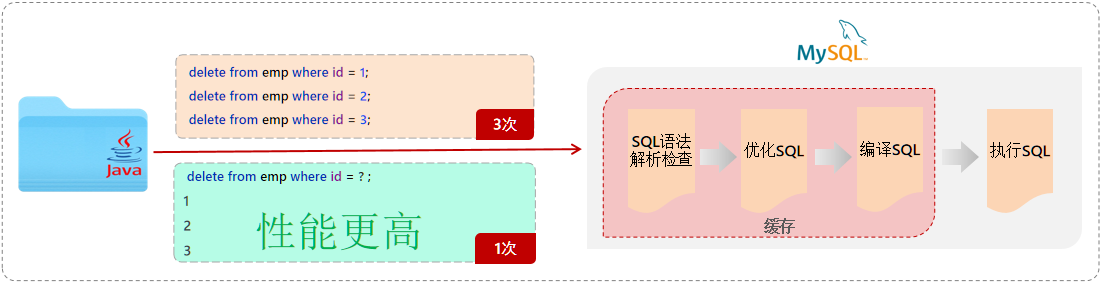 MySQL
delete from emp where id = 1;
delete from emp where id = 2;
delete from emp where id = 3;
3次
Java
delete from emp where id = ? ;
1
2
3
性能更高
1次
SQL语法
解析检查
优化SQL
编译SQL
执行SQL
缓存